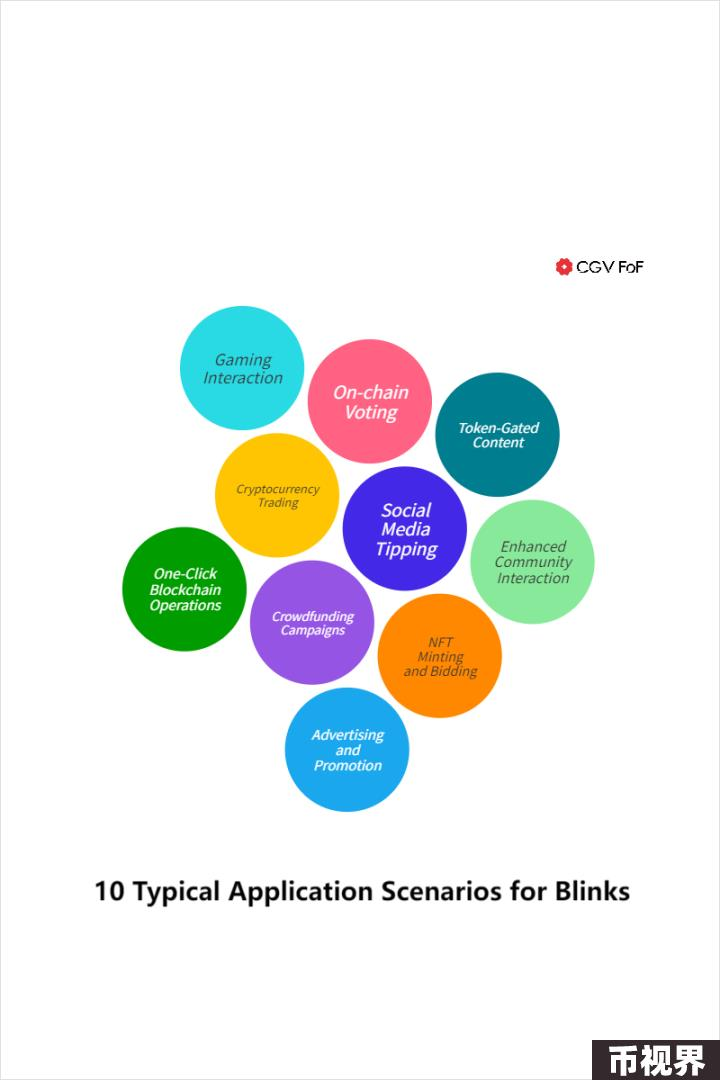 CGV FoF
Gaming
Interaction
On-chain
Voting
Token-Gated
Content
Cryptocurrency
Trading
Social
Media
Tipping
Enhanced
Community
Interaction
One-Click
Blockchain
Operations
Crowdfunding
Campaigns
NFT
Minting
and Bidding
Advertising
and
Promotion
10 Typical Application Scenarios for Blinks
币视界